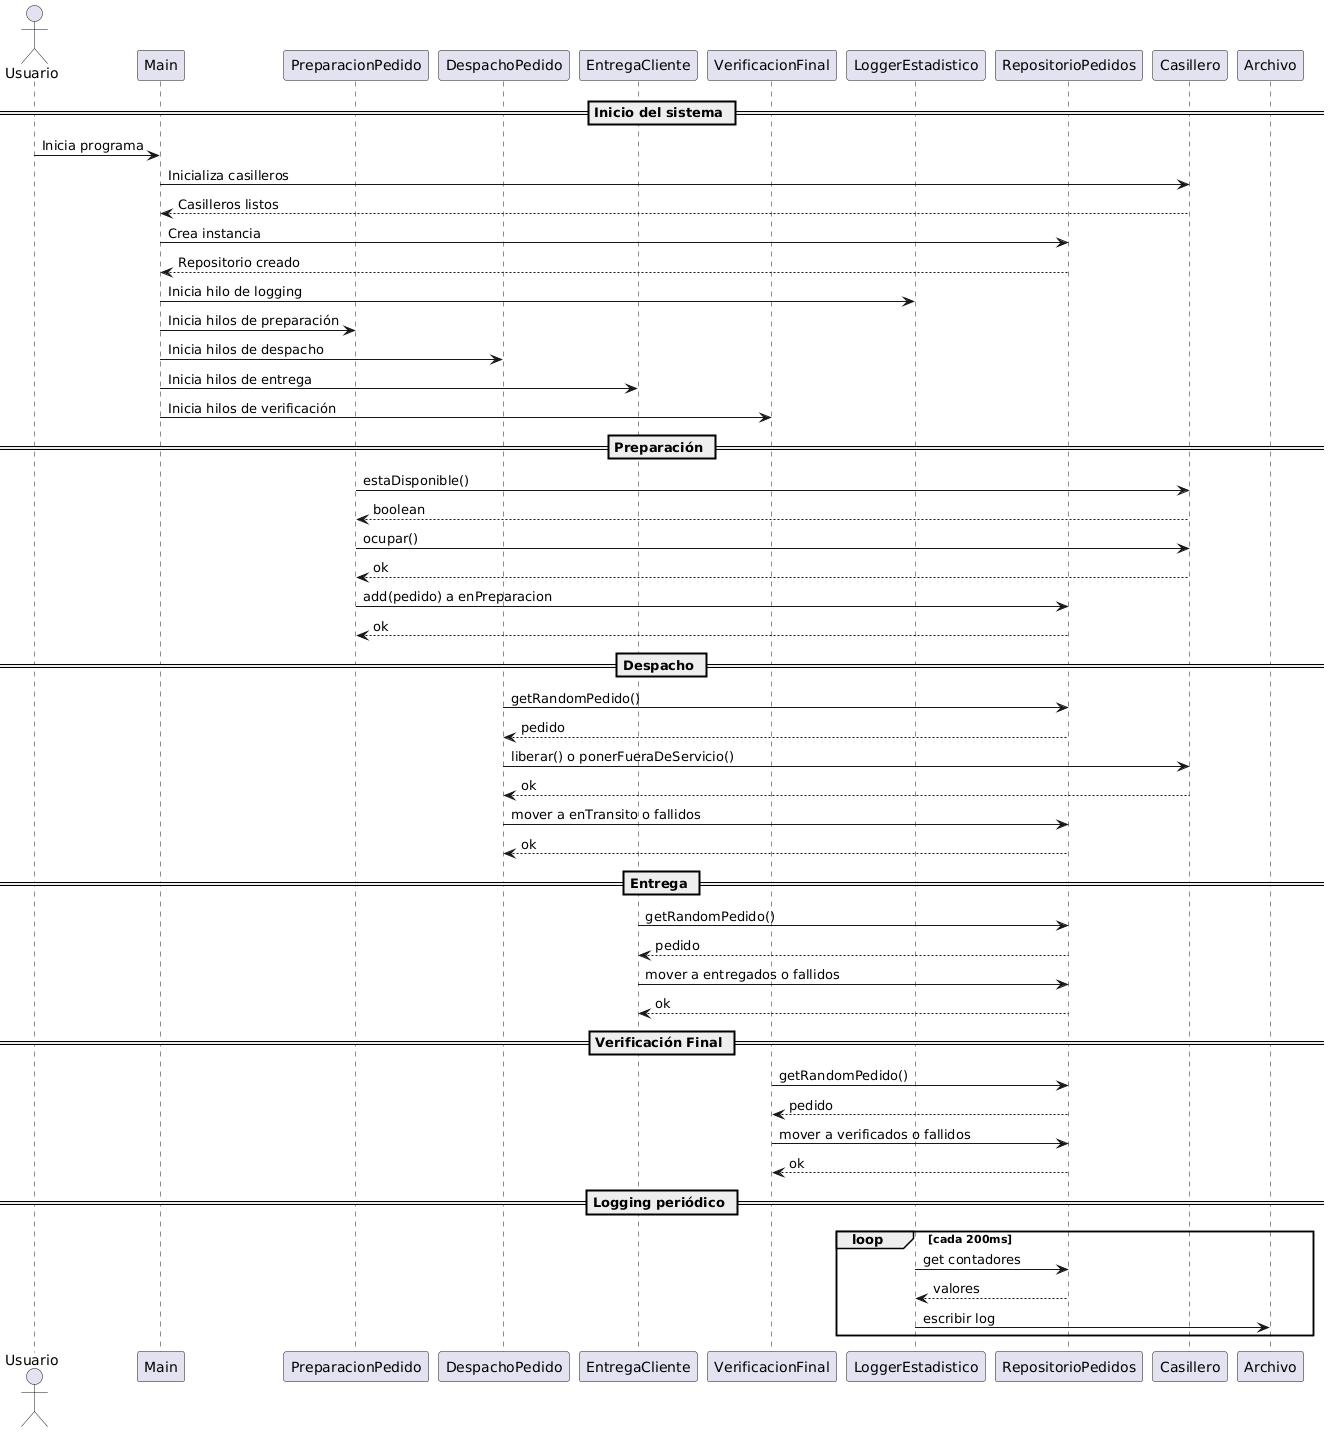 Usuario
Main
PreparacionPedido
DespachoPedido
EntregaCliente
VerificacionFinal
LoggerEstadistico
RepositorioPedidos
Casillero
Archivo
Inicio del sistema
Inicia programa
Inicializa casilleros
Casilleros listos
Crea instancia
Repositorio creado
Inicia hilo de logging
Inicia hilos de preparación
Inicia hilos de despacho
Inicia hilos de entrega
Inicia hilos de verificación
Preparación
estaDisponible()
boolean
ocupar()
ok
add(pedido) a enPreparacion
ok
Despacho
getRandomPedido()
pedido
liberar() o ponerFueraDeServicio()
ok
mover a enTransito o fallidos
ok
Entrega
getRandomPedido()
pedido
mover a entregados o fallidos
ok
Verificación Final
getRandomPedido()
pedido
mover a verificados o fallidos
ok
Logging periódico
loop [cada 200ms]
get contadores
valores
escribir log
Usuario
Main
PreparacionPedido
DespachoPedido
EntregaCliente
VerificacionFinal
LoggerEstadistico
RepositorioPedidos
Casillero
Archivo